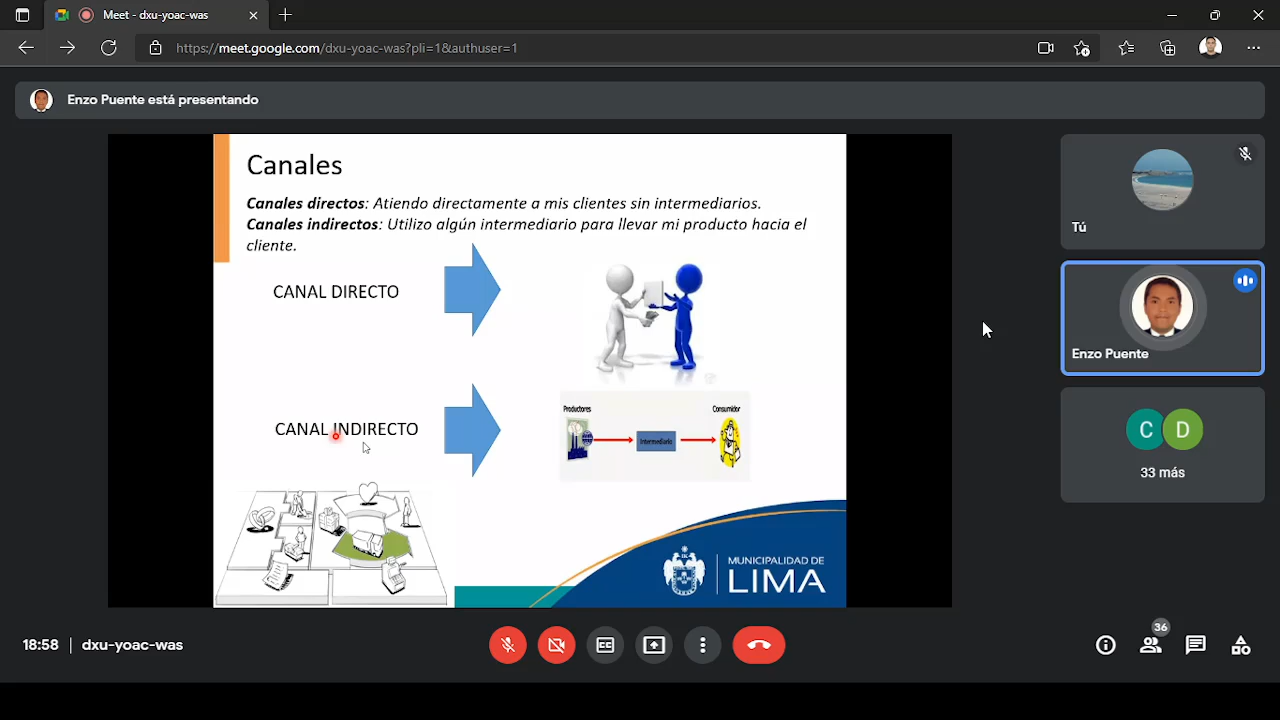 Meet - dxu-yoac-was
https://meet.google.com/dxu-yoac-was?pli=1&authuser=1
Enzo Puente está presentando
Canales
Canales directos: Atiendo directamente a mis clientes sin intermediarios.
Canales indirectos: Utilizo algún intermediario para llevar mi producto hacia el
cliente.
CANAL DIRECTO
CANAL INDIRECTO
Productores
Consumidor
Intermediario
MUNICIPALIDAD DE
LIMA
Tú
Enzo Puente
C
D
33 más
18:58
dxu-yoac-was
CC
36